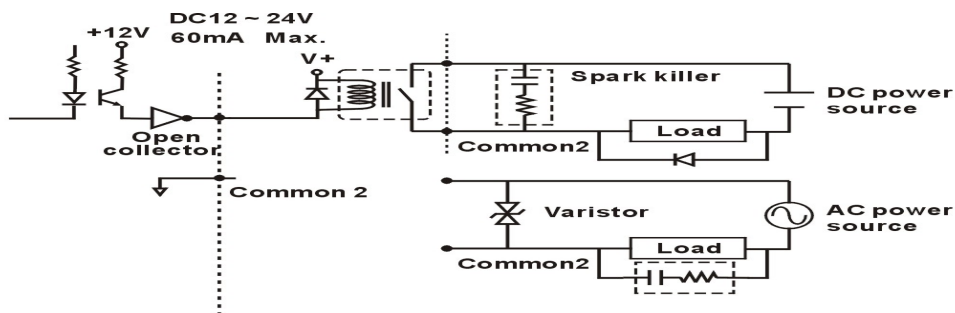 DC12 ~ 24V
+12V
60mA Max.
V+
Spark killer
DC power
source
Open
collector
Load
Common2
Common 2
Varistor
AC power
source
Load
Common2